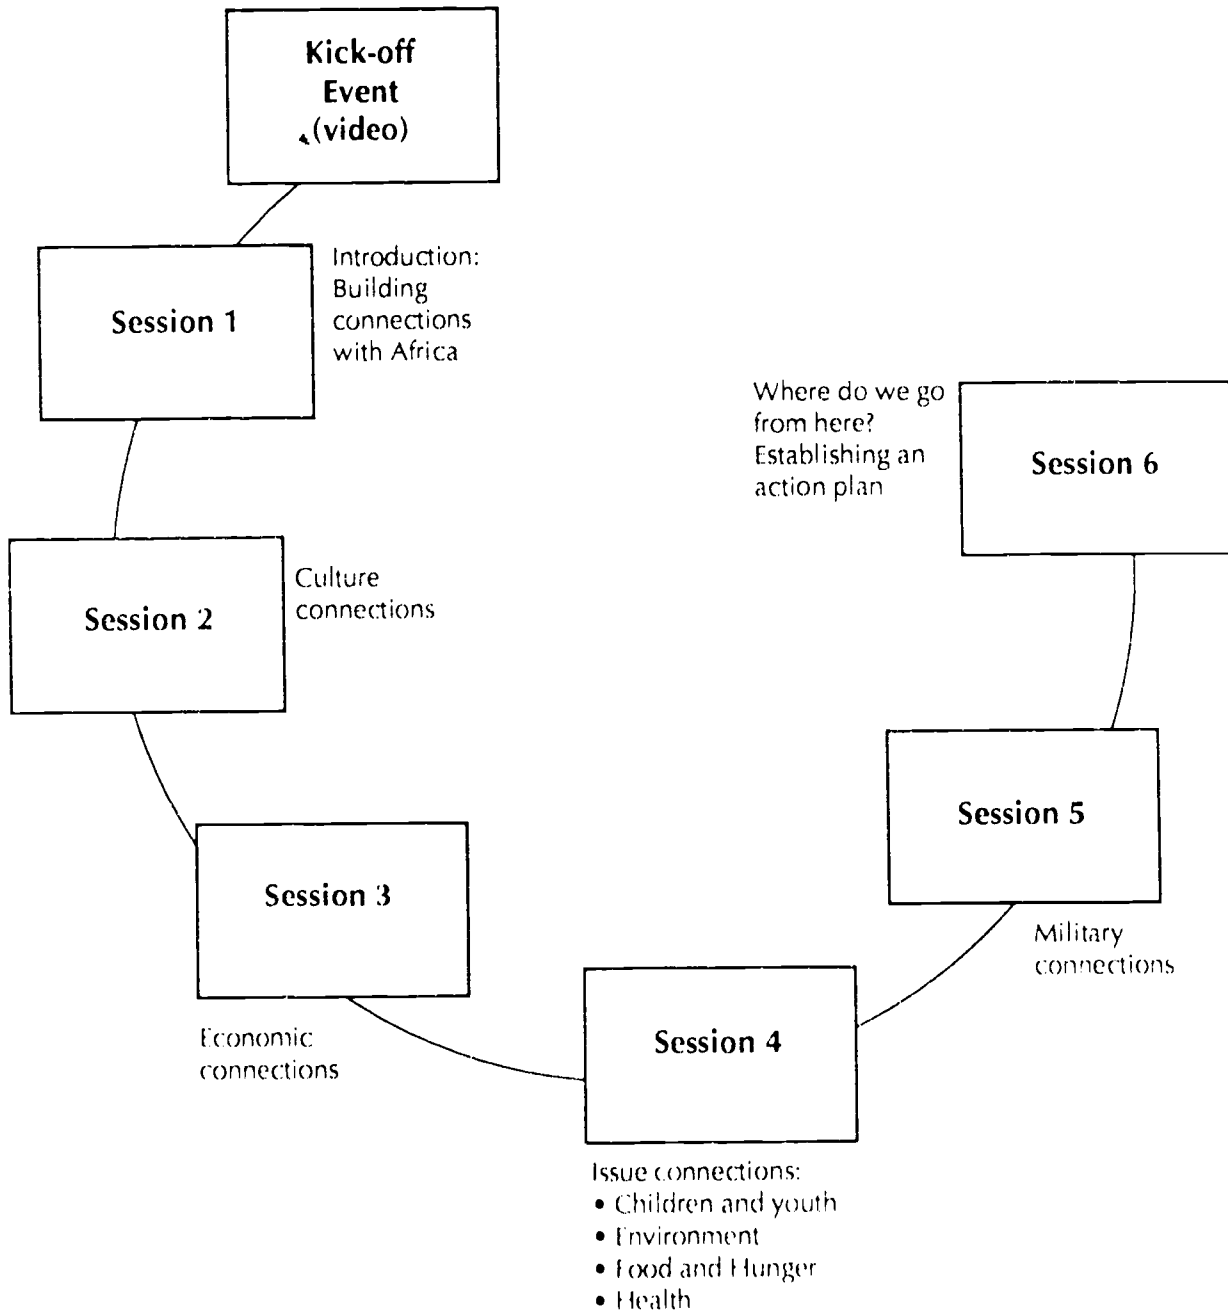 Kick-off
Event
(video)
Introduction:
Building
connections
with Africa
Session 1
Culture
connections
Session 2
Session 3
Economic
connections
Session 4
Issue connections:
• Children and youth
• Environment
• Food and Hunger
• Health
Session 5
Military
connections
Where do we go
from here?
Establishing an
action plan
Session 6